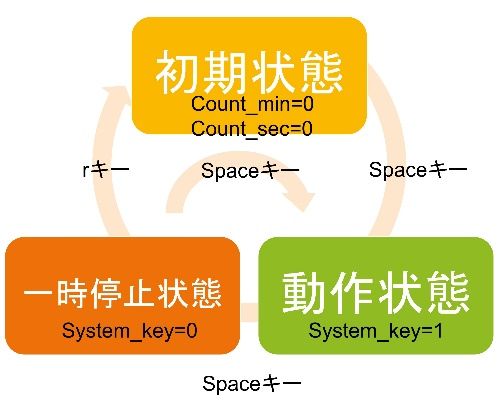 初期状態
Count_min=0
Count_sec=0
rキー
Spaceキー
Spaceキー
一時停止状態
System_key=0
動作状態
System_key=1
Spaceキー